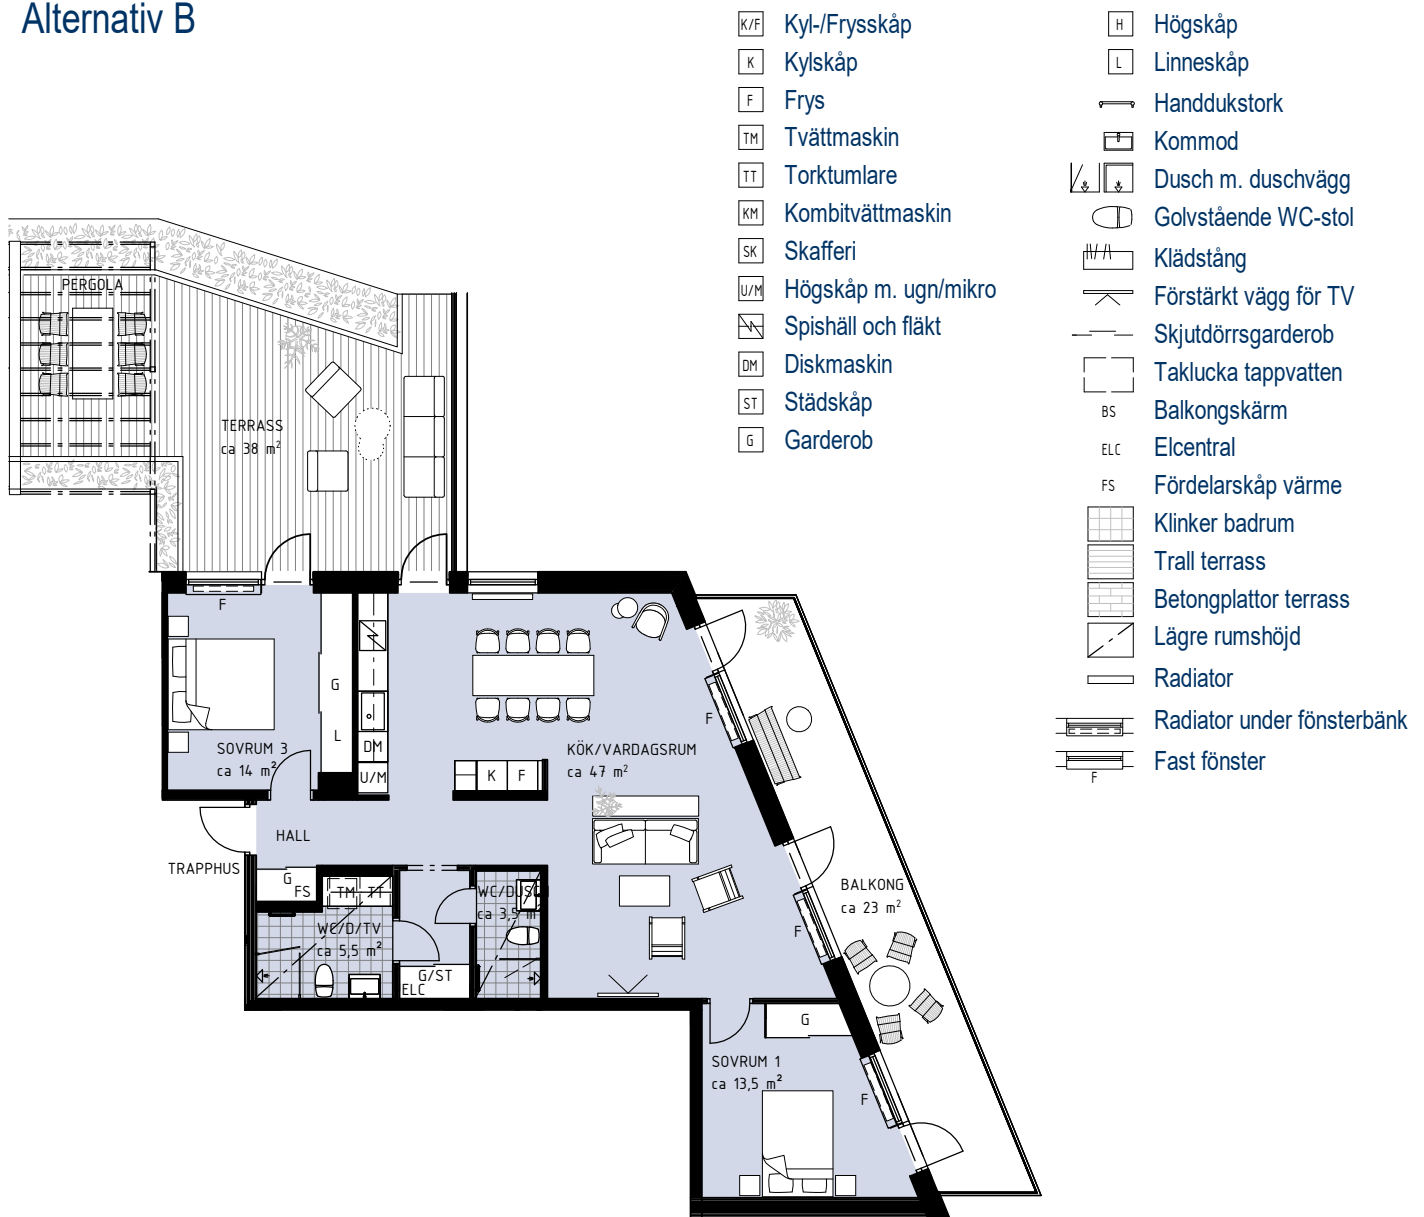 Alternativ B
K/F Kyl-/Frysskåp
K Kylskåp
F Frys
TM Tvättmaskin
TT Torktumlare
KM Kombitvättmaskin
SK Skafferi
U/M Högskåp m. ugn/mikro
Spishäll och fläkt
DM Diskmaskin
ST Städskåp
G Garderob
H Högskåp
L Linneskåp
Handdukstork
Kommod
Dusch m. duschvägg
Golvstående WC-stol
Klädstång
Förstärkt vägg för TV
Skjutdörrsgarderob
Taklucka tappvatten
BS Balkongskärm
ELC Elcentral
FS Fördelarskåp värme
Klinker badrum
Trall terrass
Betongplattor terrass
Lägre rumshöjd
Radiator
Radiator under fönsterbänk
Fast fönster
F
PERGOLA
TERRASS
ca 38 m²
F
G
L
SOVRUM 3
ca 14 m²
DM
U/M
K F
KÖK/VARDAGSRUM
ca 47 m²
F
HALL
TRAPPHUS
G
FS
TM TT
WC/D/TV
ca 5,5 m²
WC/DUSCH
ca 3,5 m²
G/ST
ELC
BALKONG
ca 23 m²
F
G
SOVRUM 1
ca 13,5 m²
F